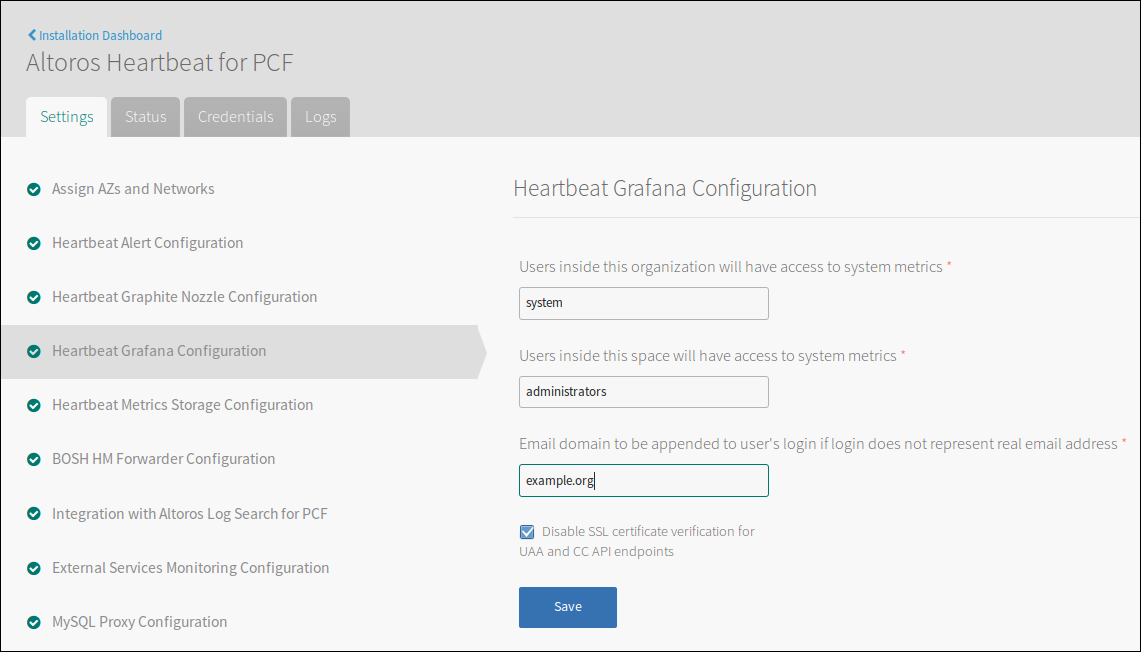 Installation Dashboard
Altoros Heartbeat for PCF
Settings
Status
Credentials
Logs
Assign AZs and Networks
Heartbeat Alert Configuration
Heartbeat Graphite Nozzle Configuration
Heartbeat Grafana Configuration
Heartbeat Metrics Storage Configuration
BOSH HM Forwarder Configuration
Integration with Altoros Log Search for PCF
External Services Monitoring Configuration
MySQL Proxy Configuration
Heartbeat Grafana Configuration
Users inside this organization will have access to system metrics *
system
Users inside this space will have access to system metrics *
administrators
Email domain to be appended to user's login if login does not represent real email address *
example.org
Disable SSL certificate verification for
UAA and CC API endpoints
Save